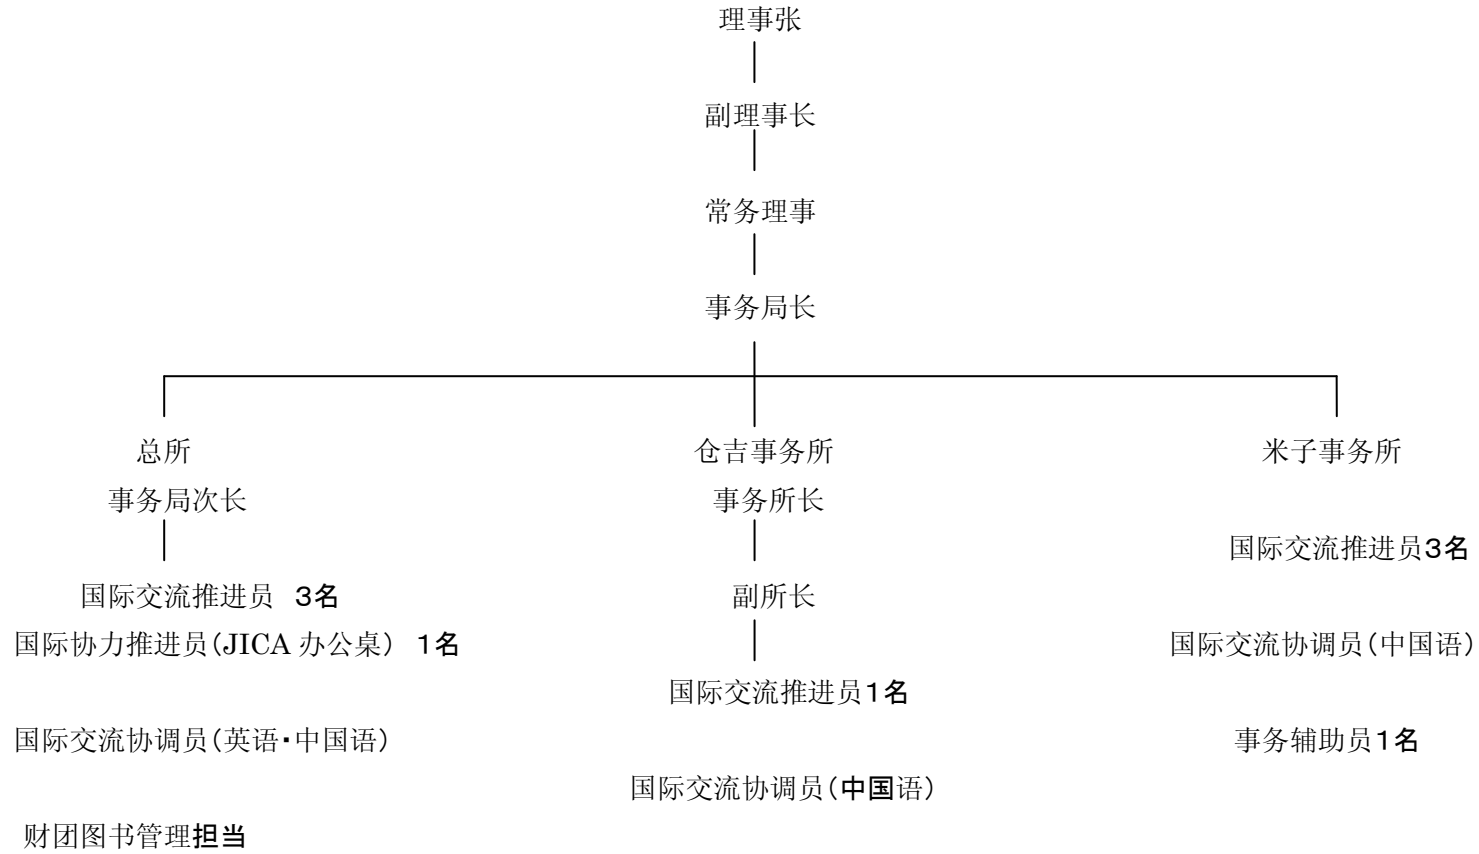 理事张
副理事长
常务理事
事务局长
总所
仓吉事务所
米子事务所
事务局次长
事务所长
国际交流推进员3名
国际交流推进员 3名
副所长
国际协力推进员(JICA 办公桌) 1名
国际交流协调员(中国语)
国际交流推进员1名
国际交流协调员(英语・中国语)
事务辅助员1名
国际交流协调员(中国语)
财团图书管理担当